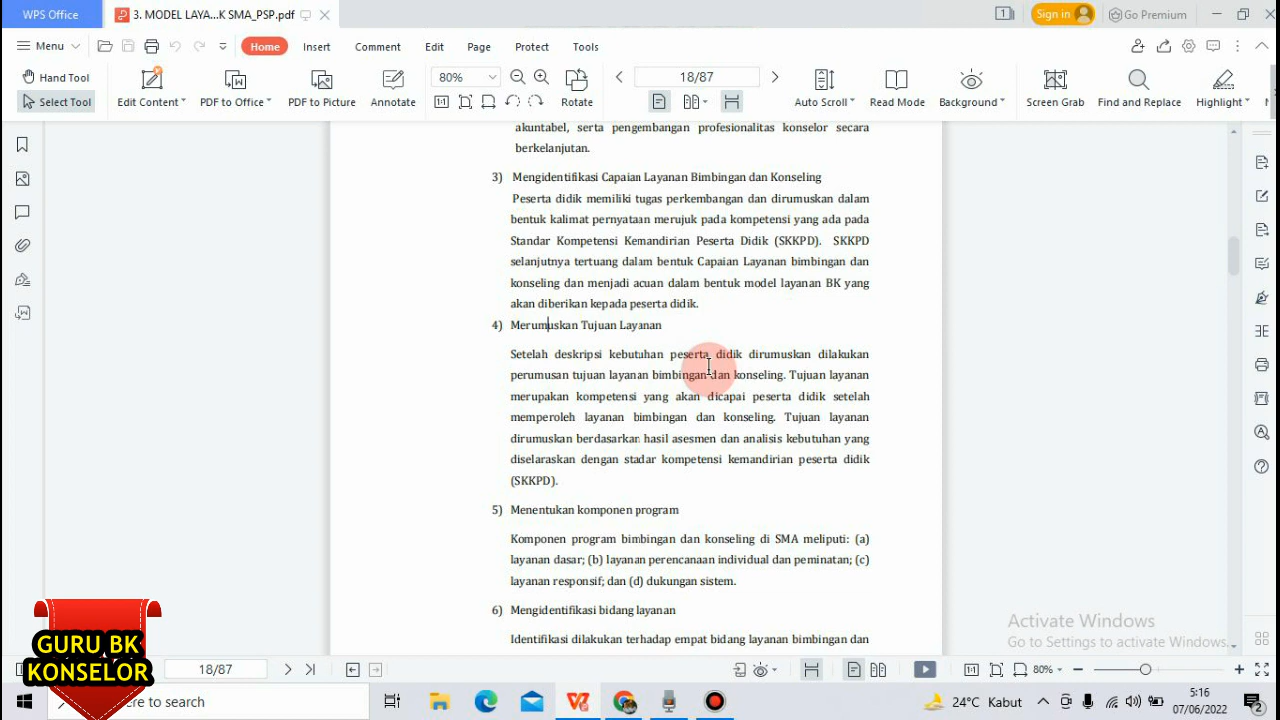 WPS Office
3. MODEL LAYA...K SMA_PSP.pdf
1
Sign in
Go Premium
Menu
Home
Insert
Comment
Edit
Page
Protect
Tools
Hand Tool
Select Tool
Edit Content
PDF to Office
PDF to Picture
Annotate
80%
Rotate
18/87
Auto Scroll
Read Mode
Background
Screen Grab
Find and Replace
Highlight
akuntabel, serta pengembangan profesionalitas konselor secara
berkelanjutan.
3) Mengidentifikasi Capaian Layanan Bimbingan dan Konseling
Peserta didik memiliki tugas perkembangan dan dirumuskan dalam
bentuk kalimat pernyataan merujuk pada kompetensi yang ada pada
Standar Kompetensi Kemandirian Peserta Didik (SKKPD). SKKPD
selanjutnya tertuang dalam bentuk Capaian Layanan bimbingan dan
konseling dan menjadi acuan dalam bentuk model layanan BK yang
akan diberikan kepada peserta didik.
4) Merumuskan Tujuan Layanan
Setelah deskripsi kebutuhan peserta didik dirumuskan dilakukan
perumusan tujuan layanan bimbingan dan konseling. Tujuan layanan
merupakan kompetensi yang akan dicapai peserta didik setelah
memperoleh layanan bimbingan dan konseling. Tujuan layanan
dirumuskan berdasarkan hasil asesmen dan analisis kebutuhan yang
diselaraskan dengan stadar kompetensi kemandirian peserta didik
(SKKPD).
5) Menentukan komponen program
Komponen program bimbingan dan konseling di SMA meliputi: (a)
layanan dasar; (b) layanan perencanaan individual dan peminatan; (c)
layanan responsif; dan (d) dukungan sistem.
6) Mengidentifikasi bidang layanan
Identifikasi dilakukan terhadap empat bidang layanan bimbingan dan
Activate Windows
Go to Settings to activate Windows.
GURU BK
KONSELOR
18/87
80%
ere to search
24°C Kabut
5:16
07/06/2022
2